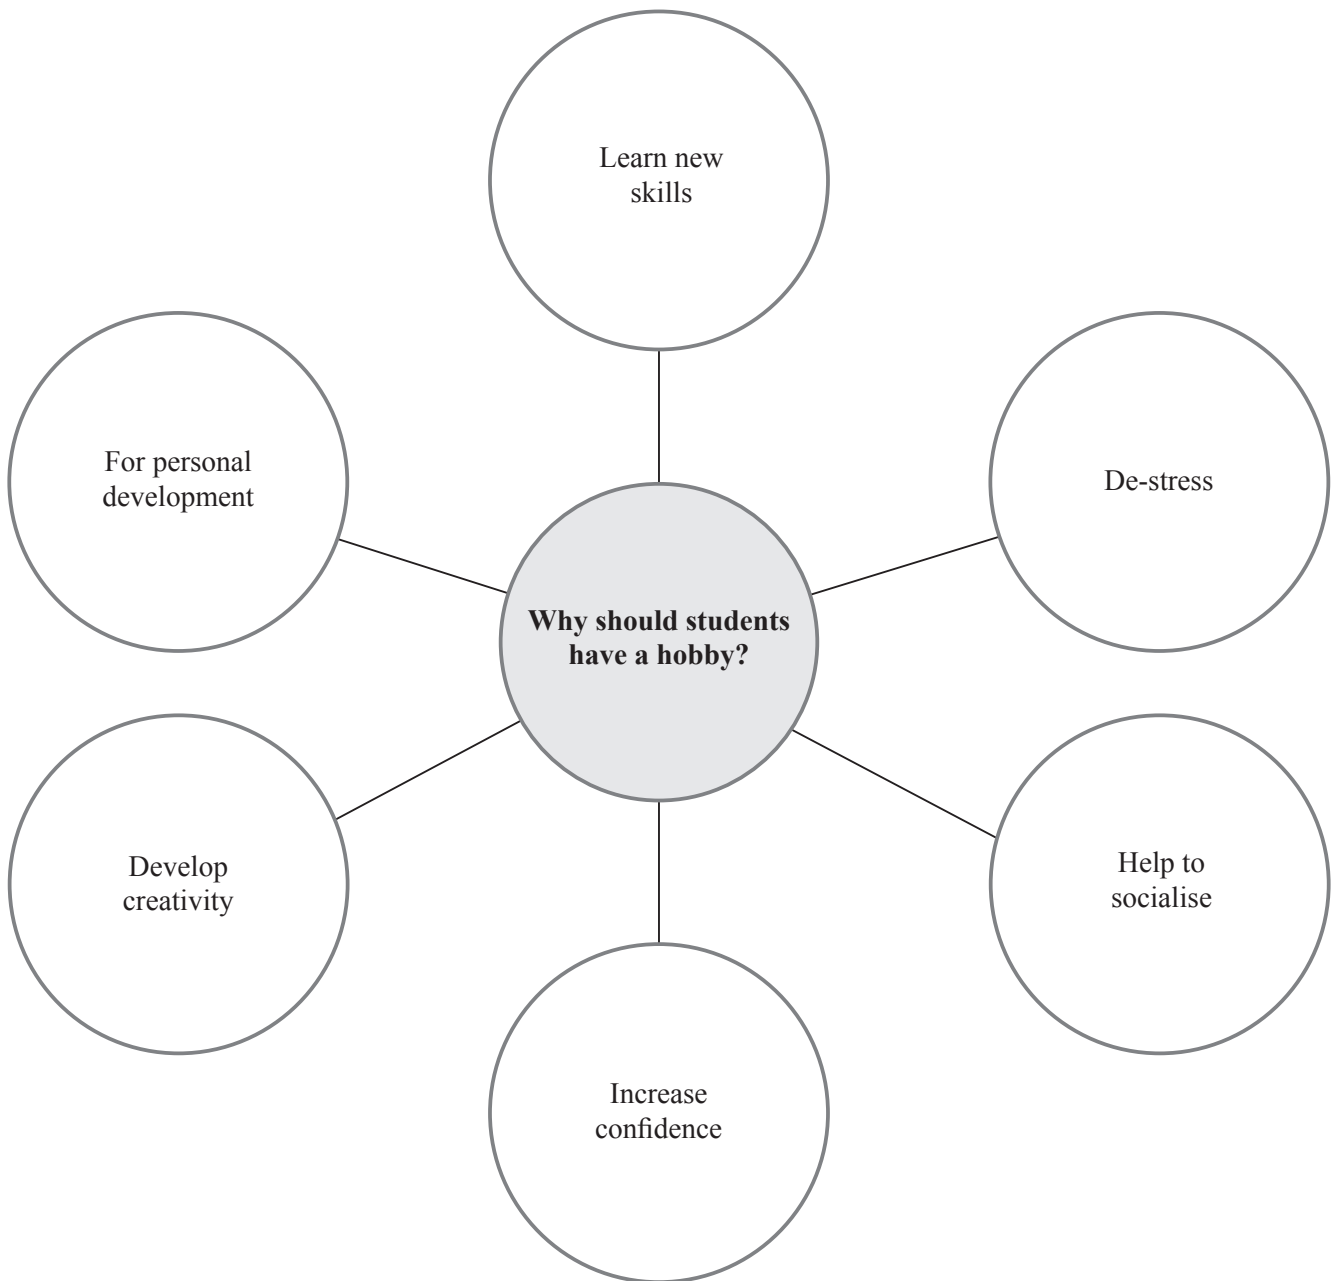 Learn new
skills
For personal
development
De-stress
Why should students
have a hobby?
Develop
creativity
Help to
socialise
Increase
confidence